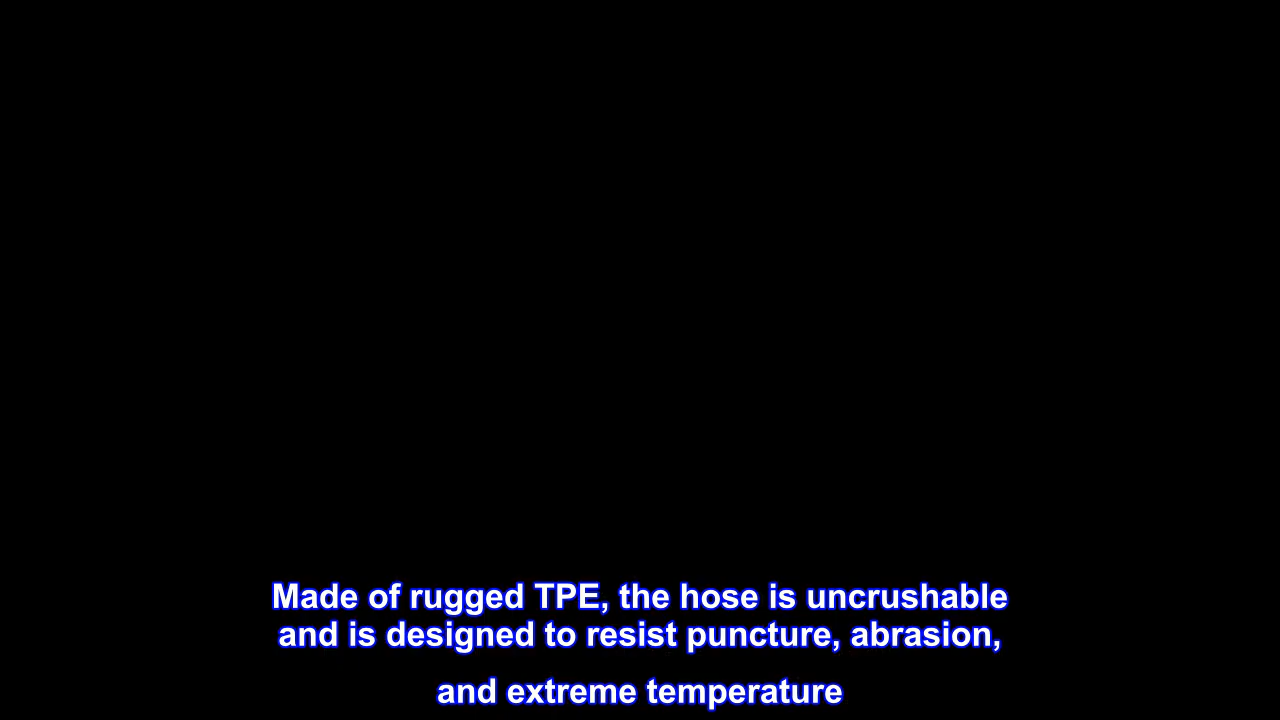 Made of rugged TPE, the hose is uncrushable
and is designed to resist puncture, abrasion,
and extreme temperature